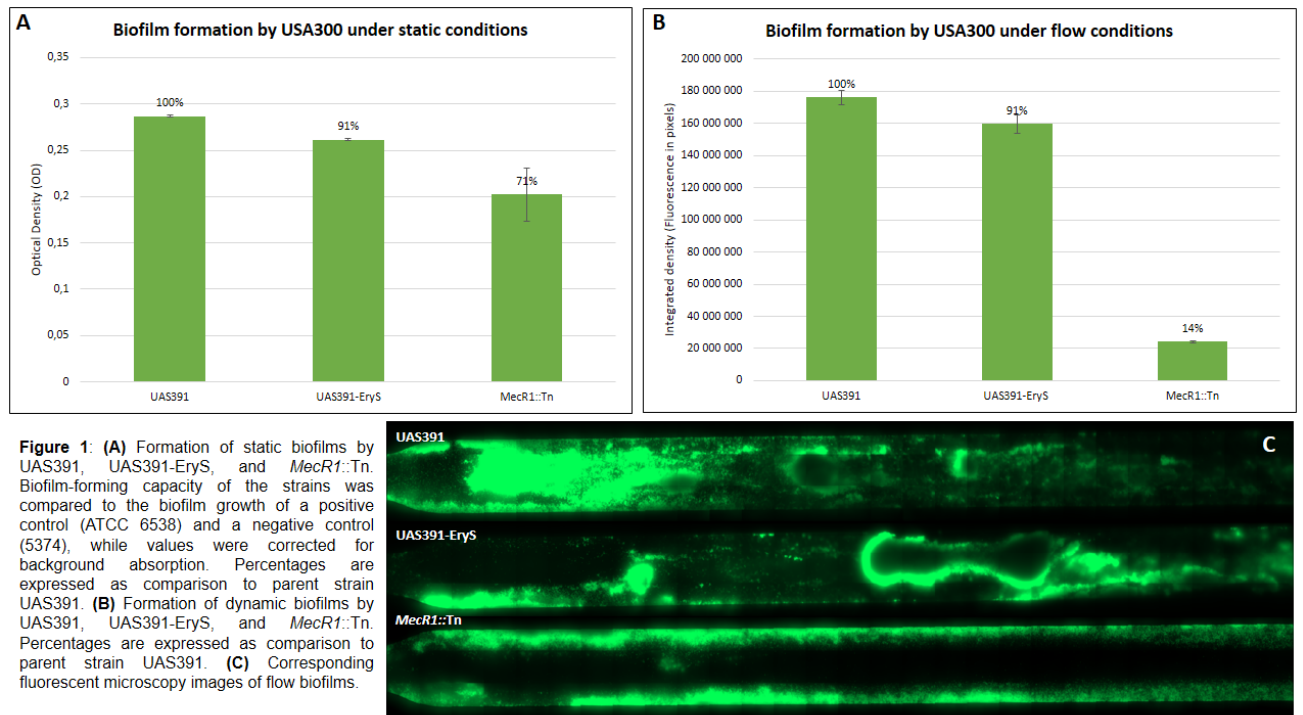 A
Biofilm formation by USA300 under static conditions
0,35
0,3
0,25
0,2
0,15
0,1
0,05
0
Optical Density (OD)
100%
91%
71%
UAS391
UAS391-EryS
MecR1::Tn
B
Biofilm formation by USA300 under flow conditions
200 000 000
180 000 000
160 000 000
140 000 000
120 000 000
100 000 000
80 000 000
60 000 000
40 000 000
20 000 000
0
Integrated density (Fluorescence in pixels)
100%
91%
14%
UAS391
UAS391-EryS
MecR1::Tn
Figure 1: (A) Formation of static biofilms by
UAS391, UAS391-EryS, and MecR1::Tn.
Biofilm-forming capacity of the strains was
compared to the biofilm growth of a positive
control (ATCC 6538) and a negative control
(5374), while values were corrected for
background absorption. Percentages are
expressed as comparison to parent strain
UAS391. (B) Formation of dynamic biofilms by
UAS391, UAS391-EryS, and MecR1::Tn.
Percentages are expressed as comparison to
parent strain UAS391. (C) Corresponding
fluorescent microscopy images of flow biofilms.
UAS391
C
UAS391-EryS
MecR1::Tn